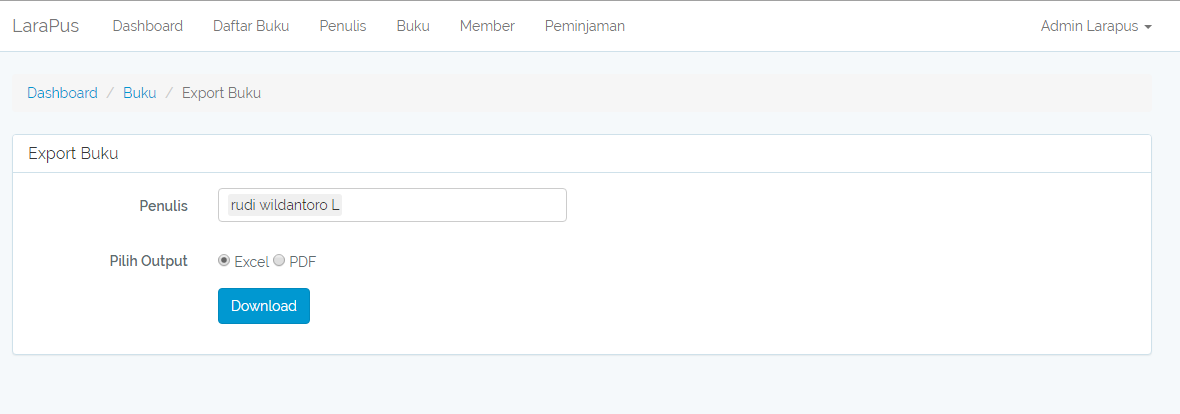 LaraPus Dashboard Daftar Buku Penulis Buku Member Peminjaman Admin Larapus
Dashboard / Buku / Export Buku
Export Buku
Penulis rudi wildantoro L
Pilih Output Excel PDF
Download